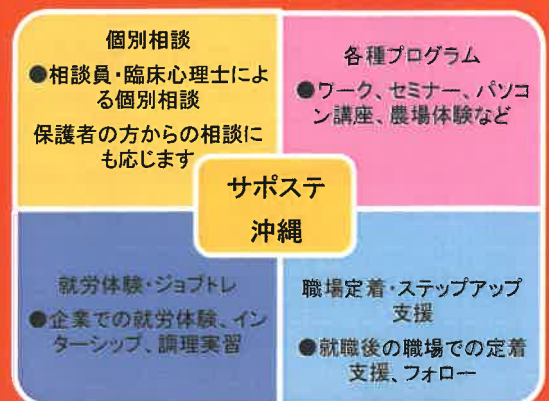 個別相談
●相談員・臨床心理士によ
る個別相談
保護者の方からの相談に
も応じます
各種プログラム
●ワーク、セミナー、パソコ
ン講座、農場体験など
サポステ
沖縄
就労体験・ジョブトレ
●企業での就労体験、イン
ターシップ、調理実習
職場定着・ステップアップ
支援
●就職後の職場での定着
支援、フォロー